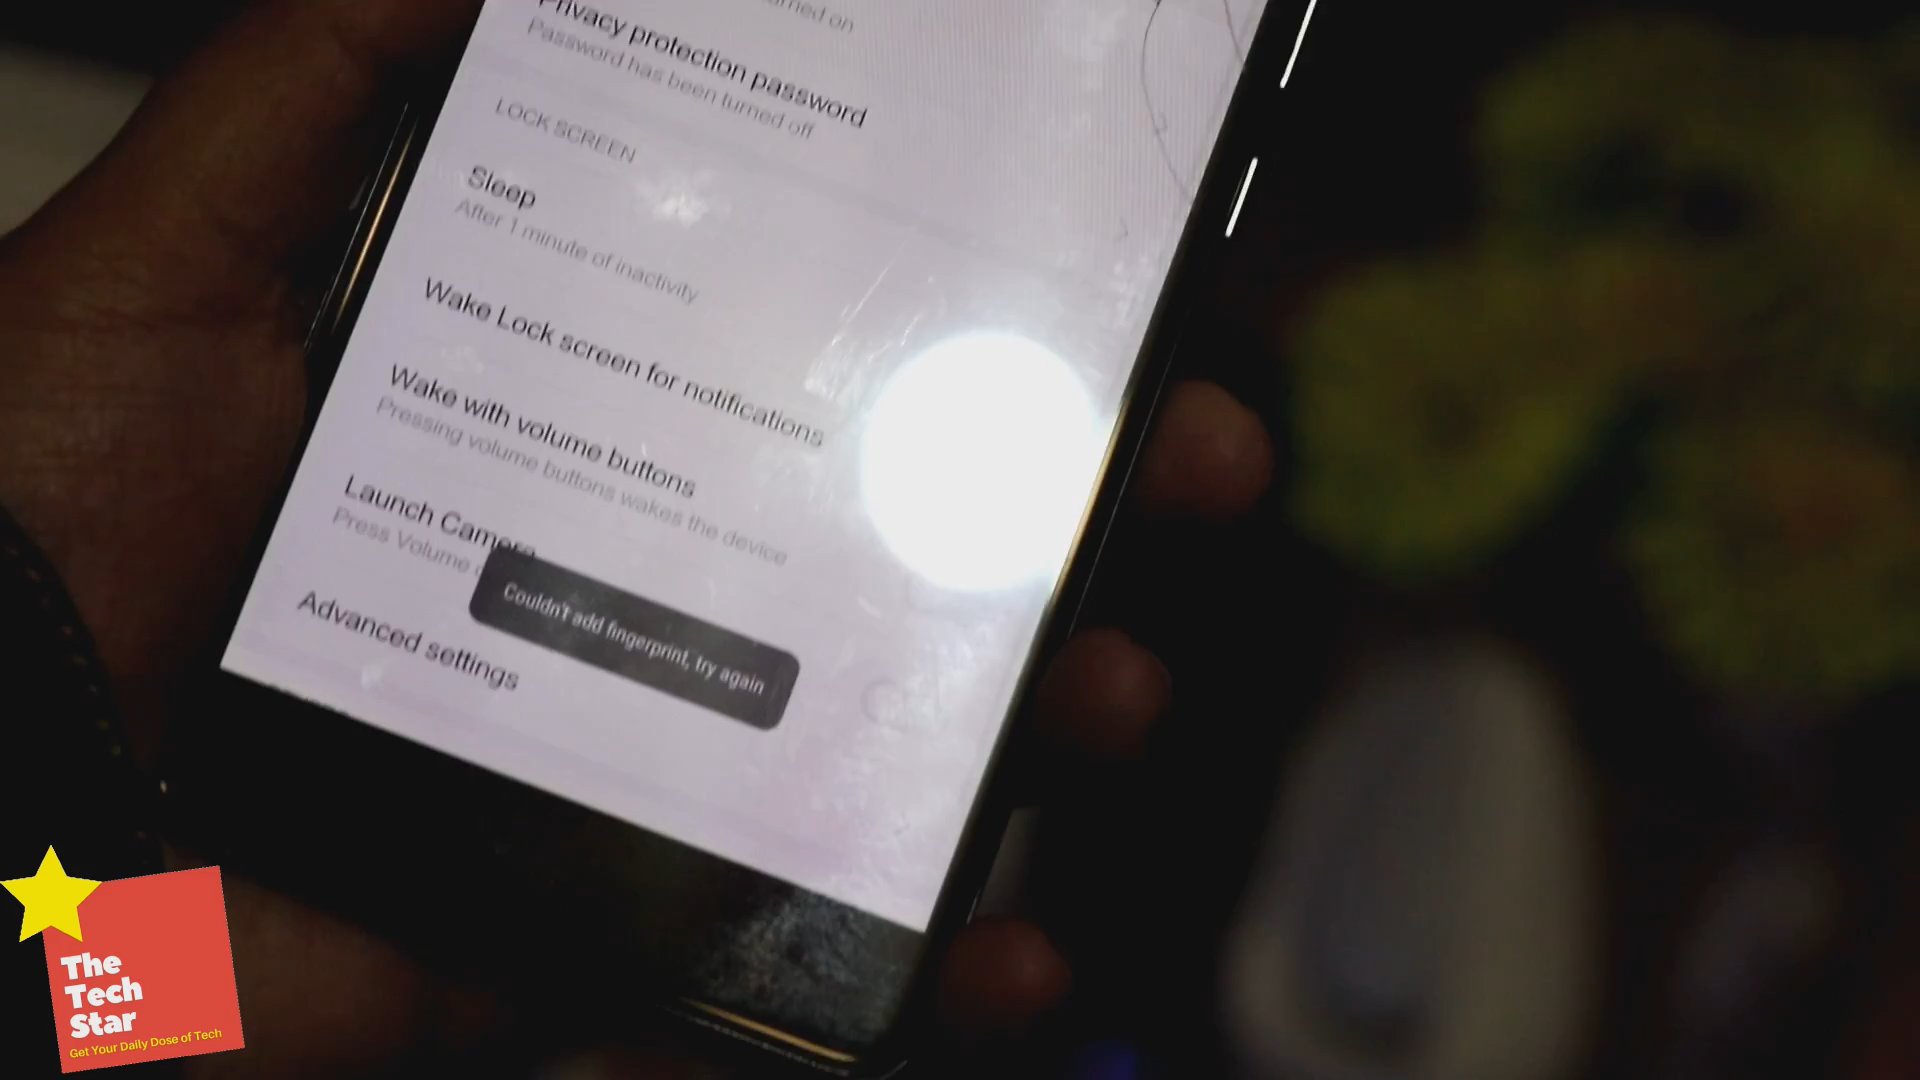 turned on
Privacy protection password
Password has been turned off
LOCK SCREEN
Sleep
After 1 minute of inactivity
Wake Lock screen for notifications
Wake with volume buttons
Pressing volume buttons wakes the device
Launch Camera
Press Volume
Couldn't add fingerprint, try again
Advanced settings
The
Tech
Star
Get Your Daily Dose of Tech